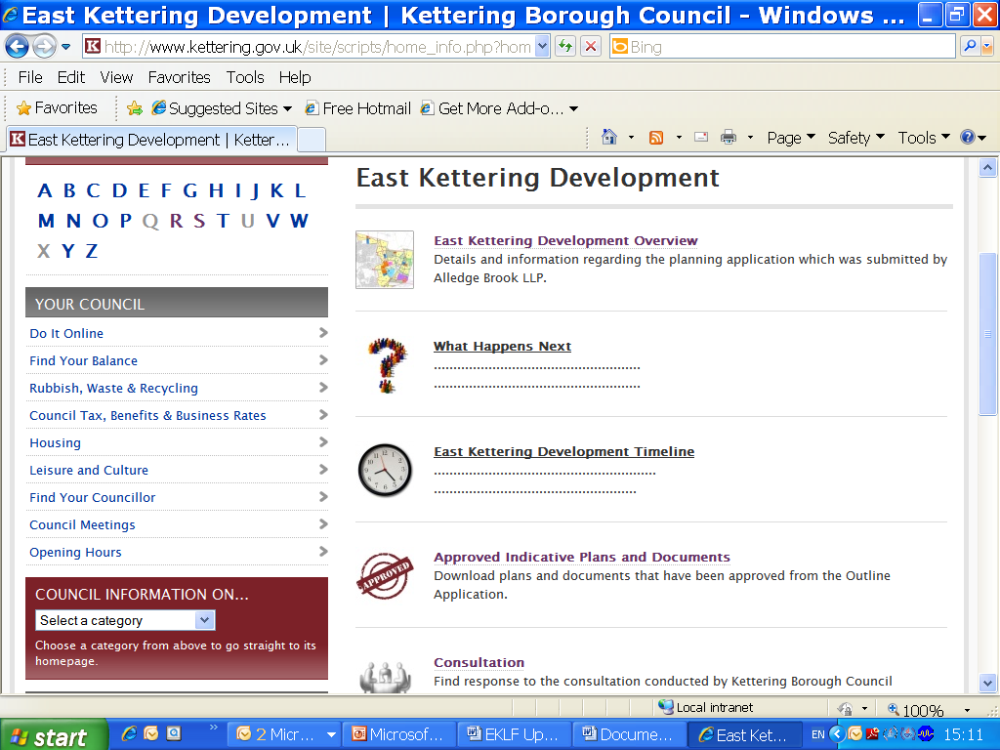 East Kettering Development | Kettering Borough Council - Windows ...
http://www.kettering.gov.uk/site/scripts/home_info.php?hom
Bing
File Edit View Favorites Tools Help
Favorites Suggested Sites Free Hotmail Get More Add-o...
East Kettering Development | Ketter... Page Safety Tools
A B C D E F G H I J K L
M N O P Q R S T U V W
X Y Z
YOUR COUNCIL
Do It Online
Find Your Balance
Rubbish, Waste & Recycling
Council Tax, Benefits & Business Rates
Housing
Leisure and Culture
Find Your Councillor
Council Meetings
Opening Hours
COUNCIL INFORMATION ON...
Select a category
Choose a category from above to go straight to its
homepage.
East Kettering Development
East Kettering Development Overview
Details and information regarding the planning application which was submitted by
Alledge Brook LLP.
What Happens Next
East Kettering Development Timeline
APPROVED
Approved Indicative Plans and Documents
Download plans and documents that have been approved from the Outline
Application.
Consultation
Find response to the consultation conducted by Kettering Borough Council
Local intranet 100%
start 2 Micr... Microsof... EKLF Up... Docume... East Ket... EN 15:11